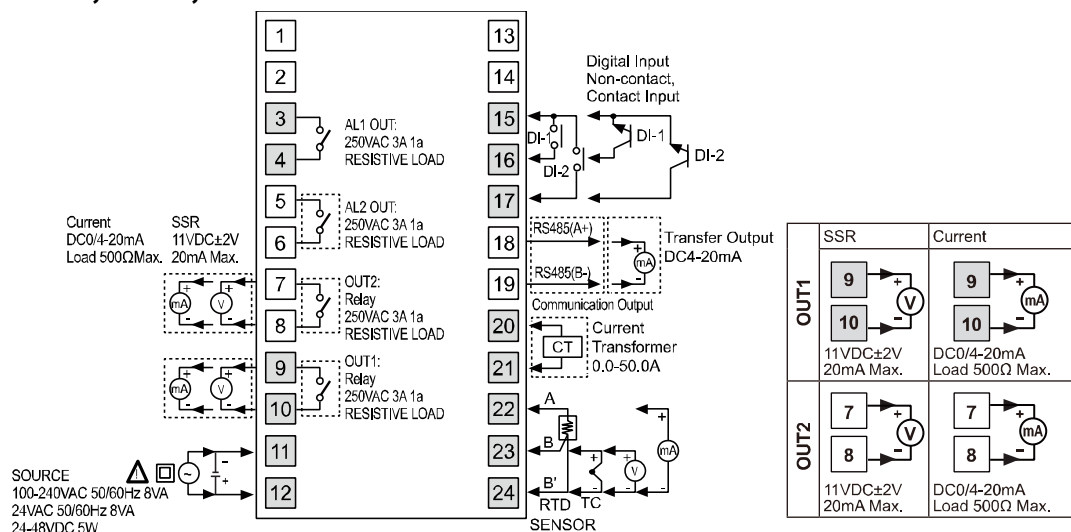 1
2
3
4
5
6
7
8
9
10
11
12
13
14
15
16
17
18
19
20
21
22
23
24
AL1 OUT:
250VAC 3A 1a
RESISTIVE LOAD
AL2 OUT:
250VAC 3A 1a
RESISTIVE LOAD
OUT2:
Relay
250VAC 3A 1a
RESISTIVE LOAD
OUT1:
Relay
250VAC 3A 1a
RESISTIVE LOAD
Current
DC0/4-20mA
Load 500ΩMax.
SSR
11VDC±2V
20mA Max.
+ mA -
+ V -
+ mA -
+ V -
SOURCE
100-240VAC 50/60Hz 8VA
24VAC 50/60Hz 8VA
24-48VDC 5W
- +
Digital Input
Non-contact,
Contact Input
DI-1
DI-2
DI-1
DI-2
RS485(A+)
RS485(B-)
Communication Output
+ mA -
Transfer Output
DC4-20mA
CT
Current
Transformer
0.0-50.0A
A
B
B'
RTD
TC
SENSOR
+ -
+ V -
+ mA -
SSR
Current
OUT1
9
10
+ V -
11VDC±2V
20mA Max.
9
10
+ mA -
DC0/4-20mA
Load 500Ω Max.
OUT2
7
8
+ V -
11VDC±2V
20mA Max.
7
8
+ mA -
DC0/4-20mA
Load 500Ω Max.